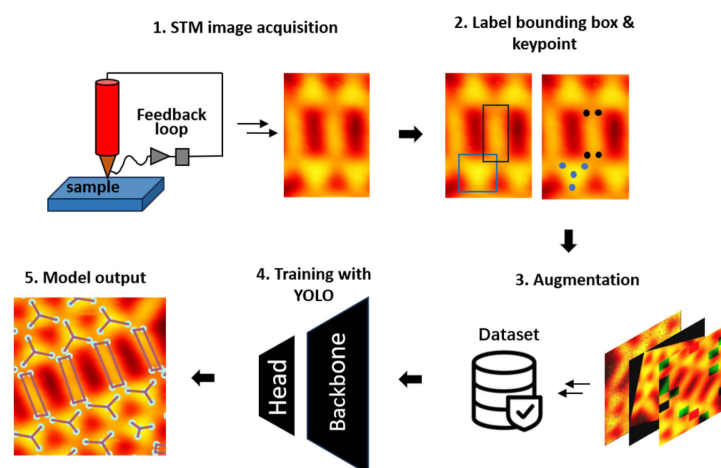 1. STM image acquisition
Feedback
loop
sample
2. Label bounding box &
keypoint
3. Augmentation
Dataset
4. Training with
YOLO
Head
Backbone
5. Model output